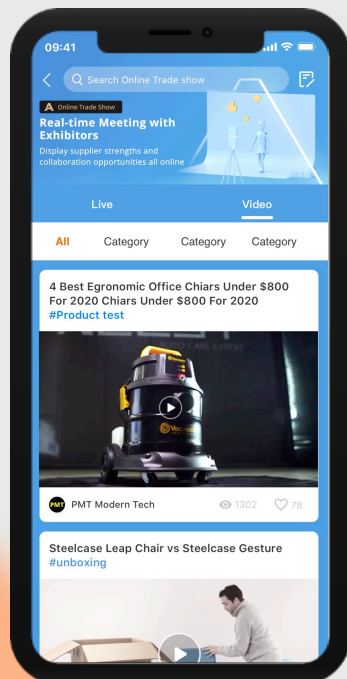 09:41
Search Online Trade show
Online Trade Show
Real-time Meeting with
Exhibitors
Display supplier strengths and
collaboration opportunities all online
Live Video
All Category Category Category
4 Best Egronomic Office Chiars Under $800
For 2020 Chiars Under $800 For 2020
#Product test
AUTO CARE EXPERT
PMT PMT Modern Tech 1302 78
Steelcase Leap Chair vs Steelcase Gesture
#unboxing